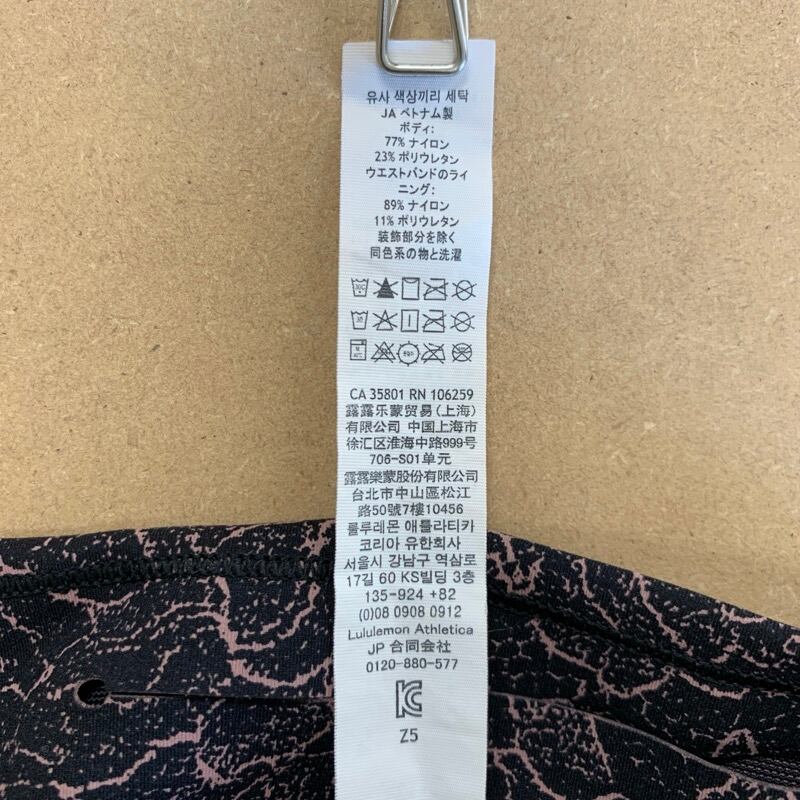 유사 색상끼리 세탁
JA ベトナム製
ボディ:
77% ナイロン
23% ポリウレタン
ウエストバンドのライ
ニング:
89% ナイロン
11% ポリウレタン
装飾部分を除く
同色系の物と洗濯
CA 35801 RN 106259
露露乐蒙贸易(上海)
有限公司 中国上海市
徐汇区淮海中路999号
706-S01单元
露露樂蒙股份有限公司
台北市中山區松江
路50號7樓10456
룰루레몬 애틀라티카
코리아 유한회사
서울시 강남구 역삼로
17길 60 KS빌딩 3층
135-924 +82
(0)08 0908 0912
Lululemon Athletica
JP 合同会社
0120-880-577
Z5